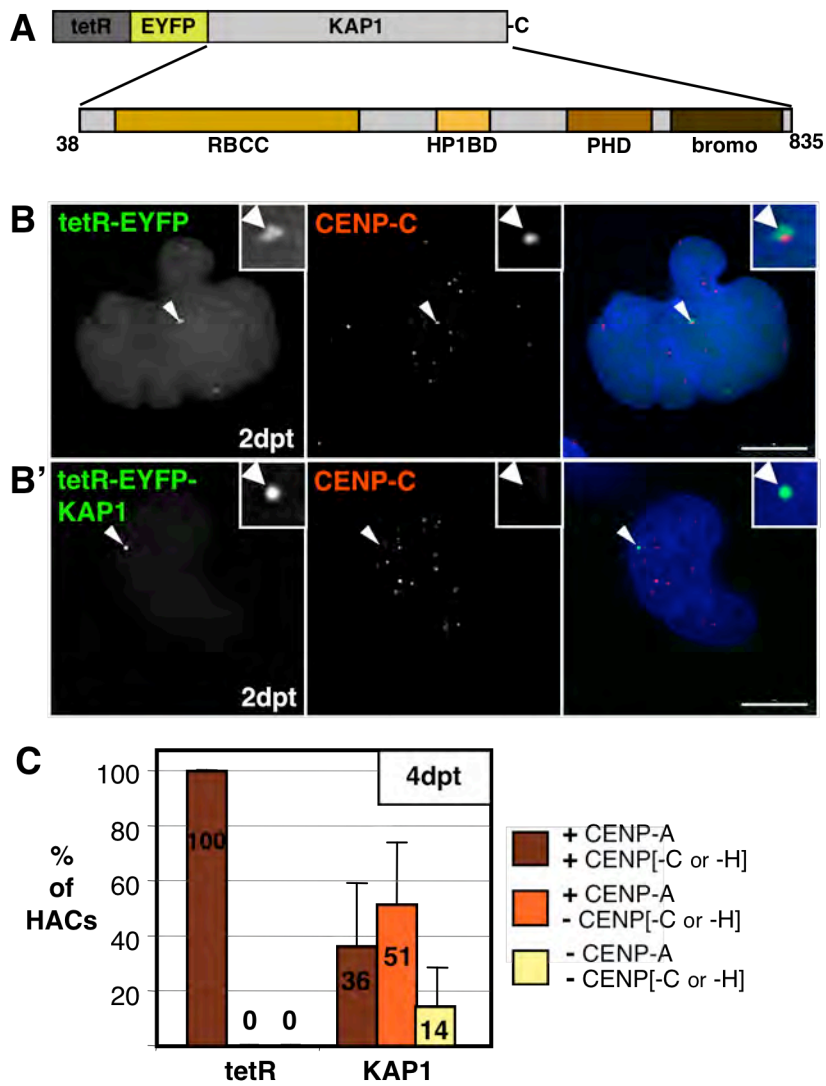 A
tetR EYFP KAP1 -C
38 RBCC HP1BD PHD bromo 835
B
tetR-EYFP CENP-C
2dpt
B'
tetR-EYFP-
KAP1
CENP-C
2dpt
C
4dpt
% of HACs
100
80
60
40
20
100
0 0
36
51
14
tetR KAP1
+ CENP-A
+ CENP[-C or -H]
+ CENP-A
- CENP[-C or -H]
- CENP-A
- CENP[-C or -H]